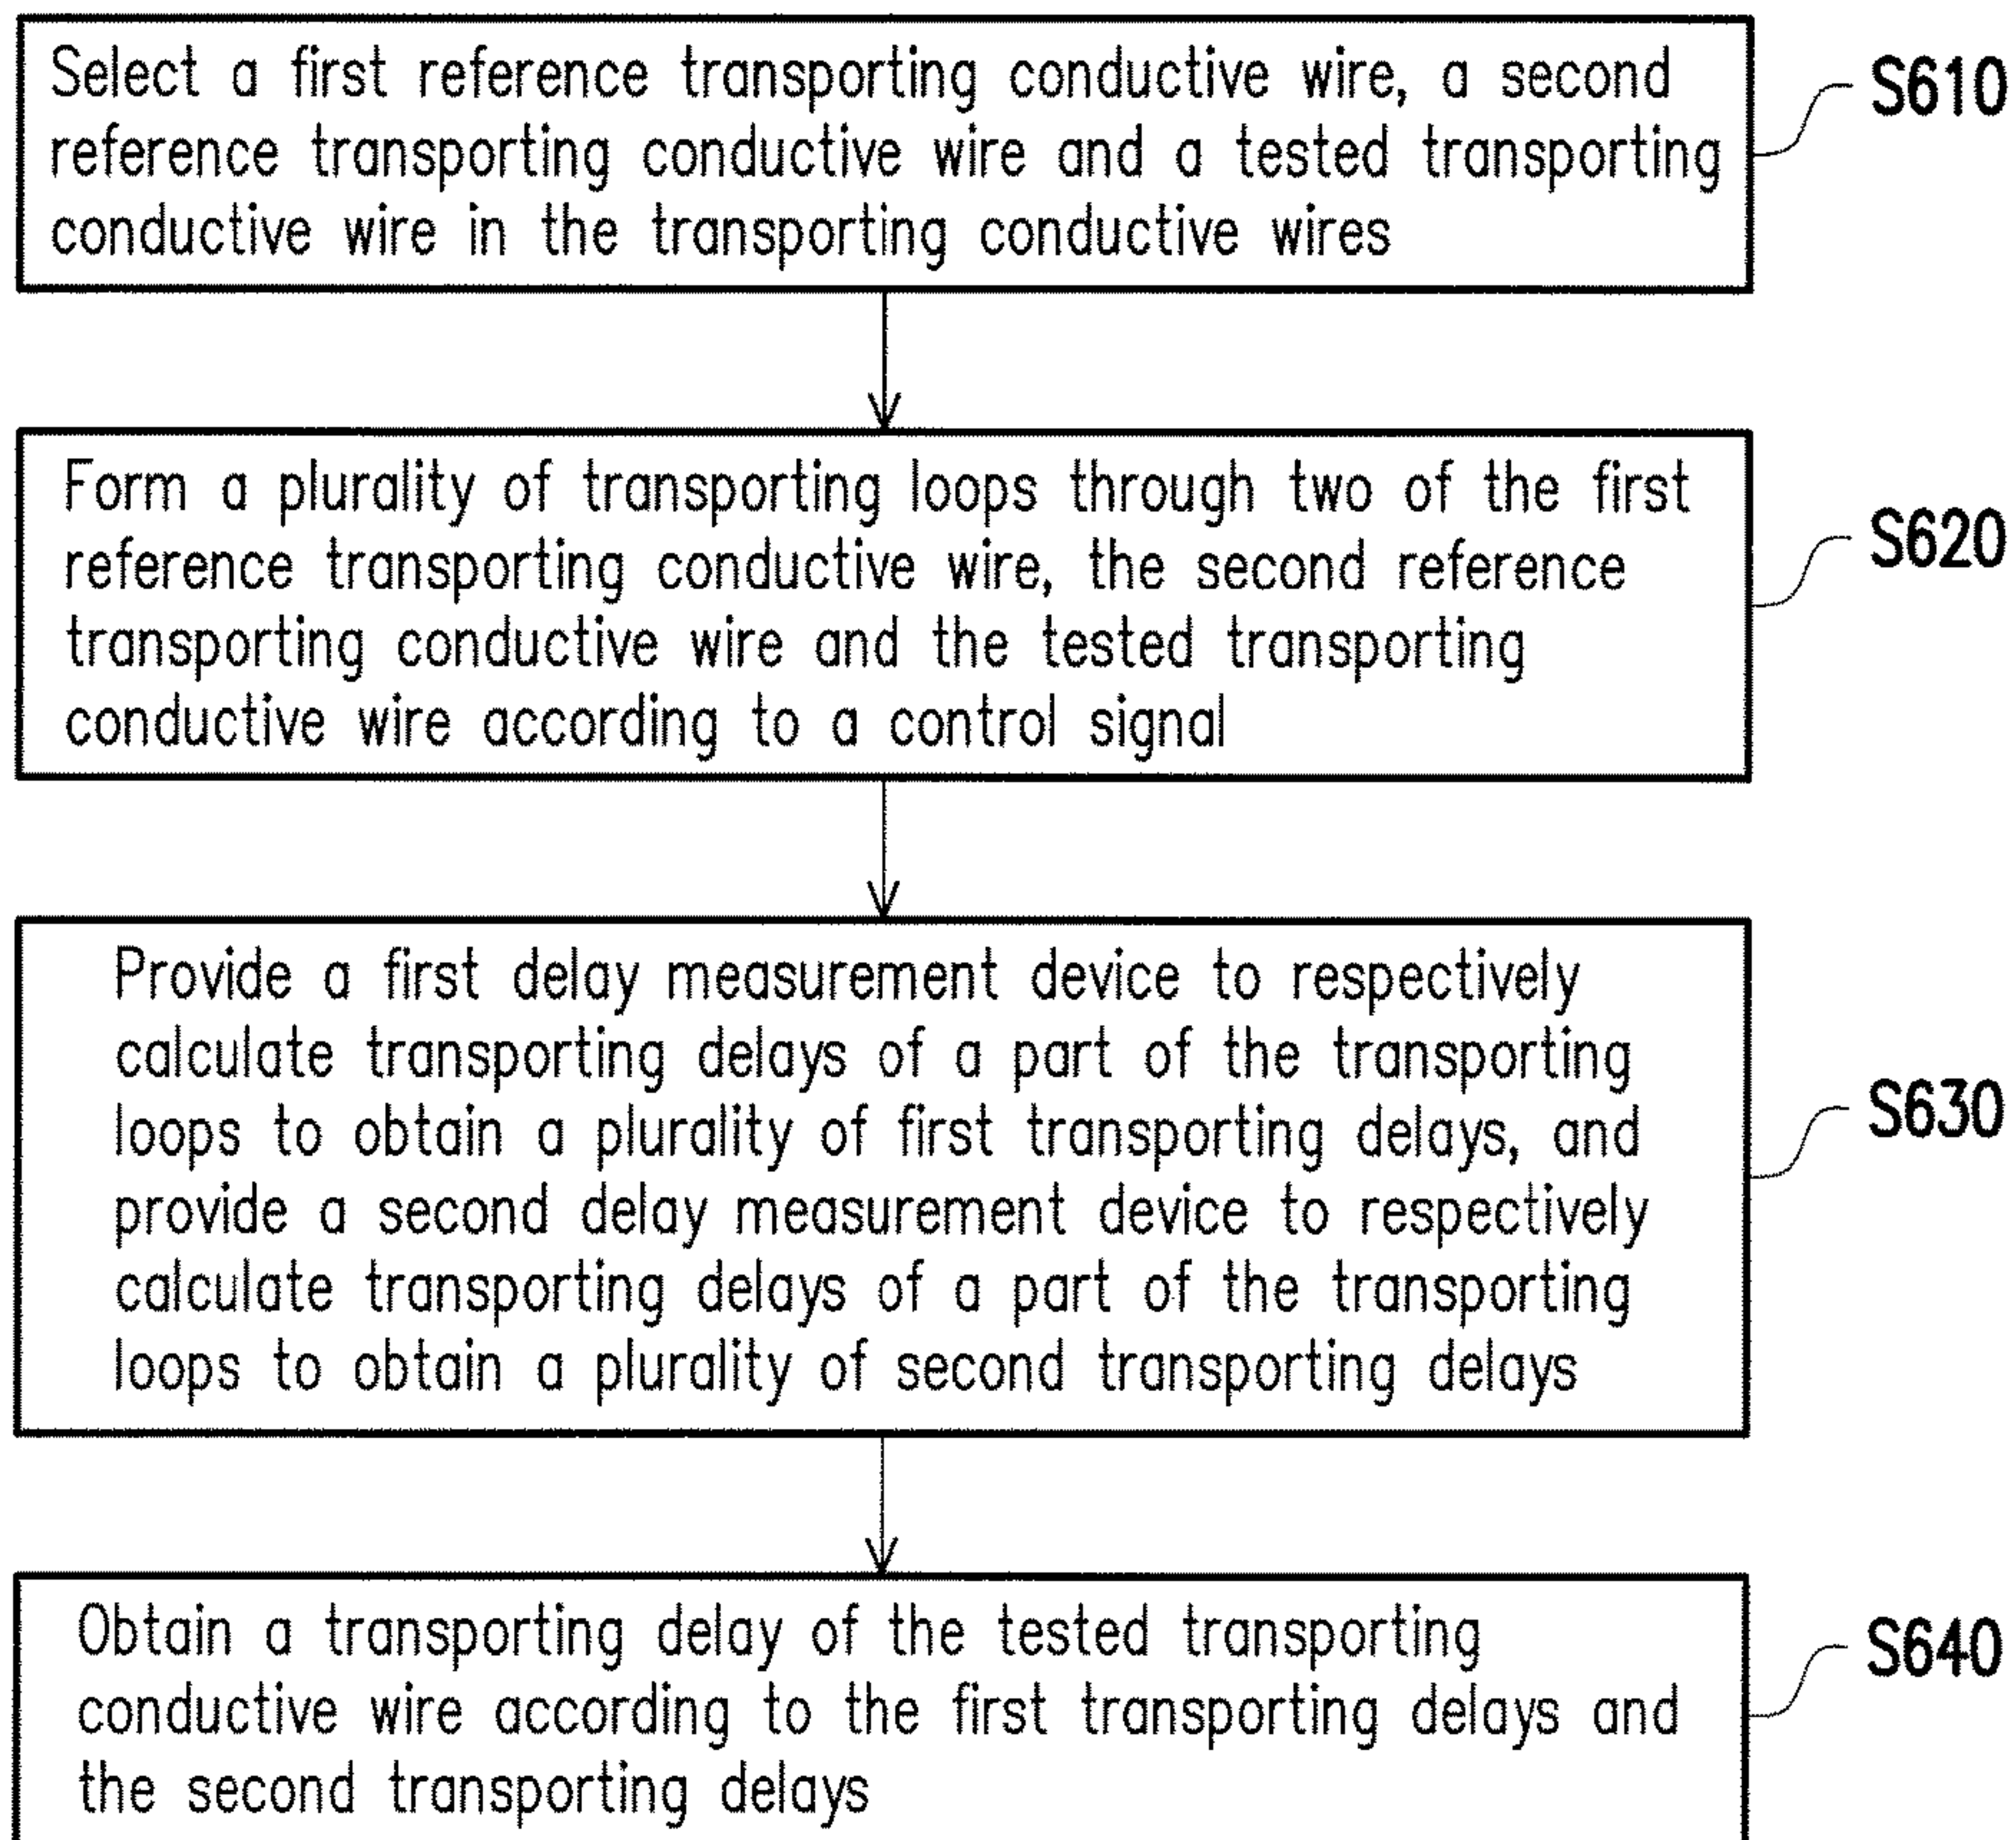 Select a first reference transporting conductive wire, a second
reference transporting conductive wire and a tested transporting
conductive wire in the transporting conductive wires
S610
Form a plurality of transporting loops through two of the first
reference transporting conductive wire, the second reference
transporting conductive wire and the tested transporting
conductive wire according to a control signal
S620
Provide a first delay measurement device to respectively
calculate transporting delays of a part of the transporting
loops to obtain a plurality of first transporting delays, and
provide a second delay measurement device to respectively
calculate transporting delays of a part of the transporting
loops to obtain a plurality of second transporting delays
S630
Obtain a transporting delay of the tested transporting
conductive wire according to the first transporting delays and
the second transporting delays
S640